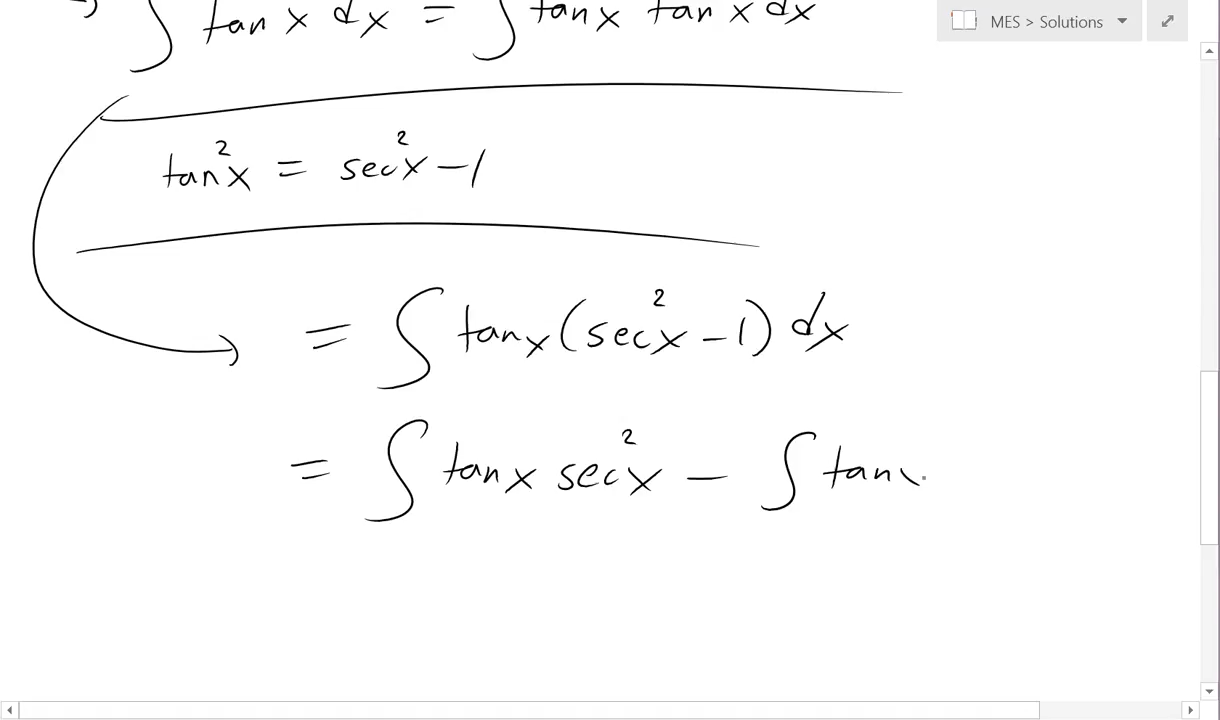 ∫ tan x dx = ∫ tan x tan x dx
MES > Solutions
tan²x = sec²x − 1
= ∫ tan x (sec²x − 1) dx
= ∫ tan x sec²x − ∫ tan x